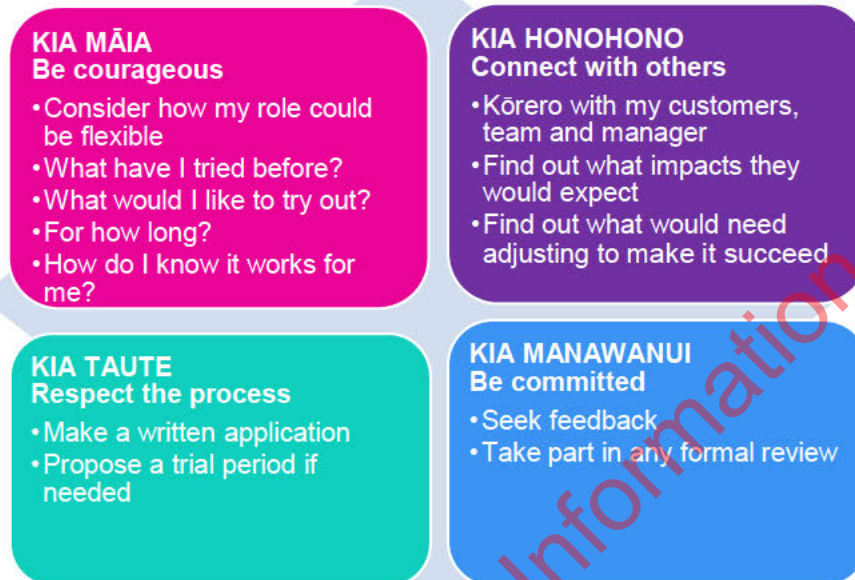 KIA MĀIA
Be courageous
•Consider how my role could
be flexible
•What have I tried before?
•What would I like to try out?
•For how long?
•How do I know it works for
me?
KIA HONOHONO
Connect with others
•Kōrero with my customers,
team and manager
•Find out what impacts they
would expect
•Find out what would need
adjusting to make it succeed
KIA TAUTE
Respect the process
•Make a written application
•Propose a trial period if
needed
KIA MANAWANUI
Be committed
•Seek feedback
•Take part in any formal review
Information